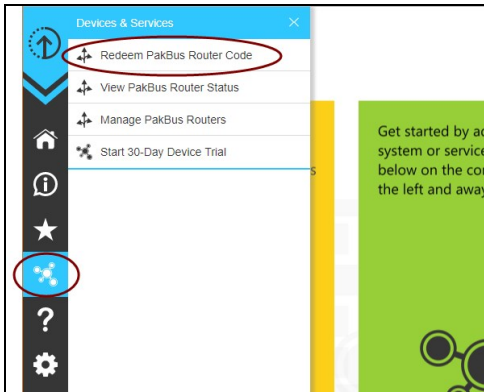 Devices & Services
Redeem PakBus Router Code
View PakBus Router Status
Manage PakBus Routers
Start 30-Day Device Trial
s
Get started by a
system or service
below on the co
the left and away
?